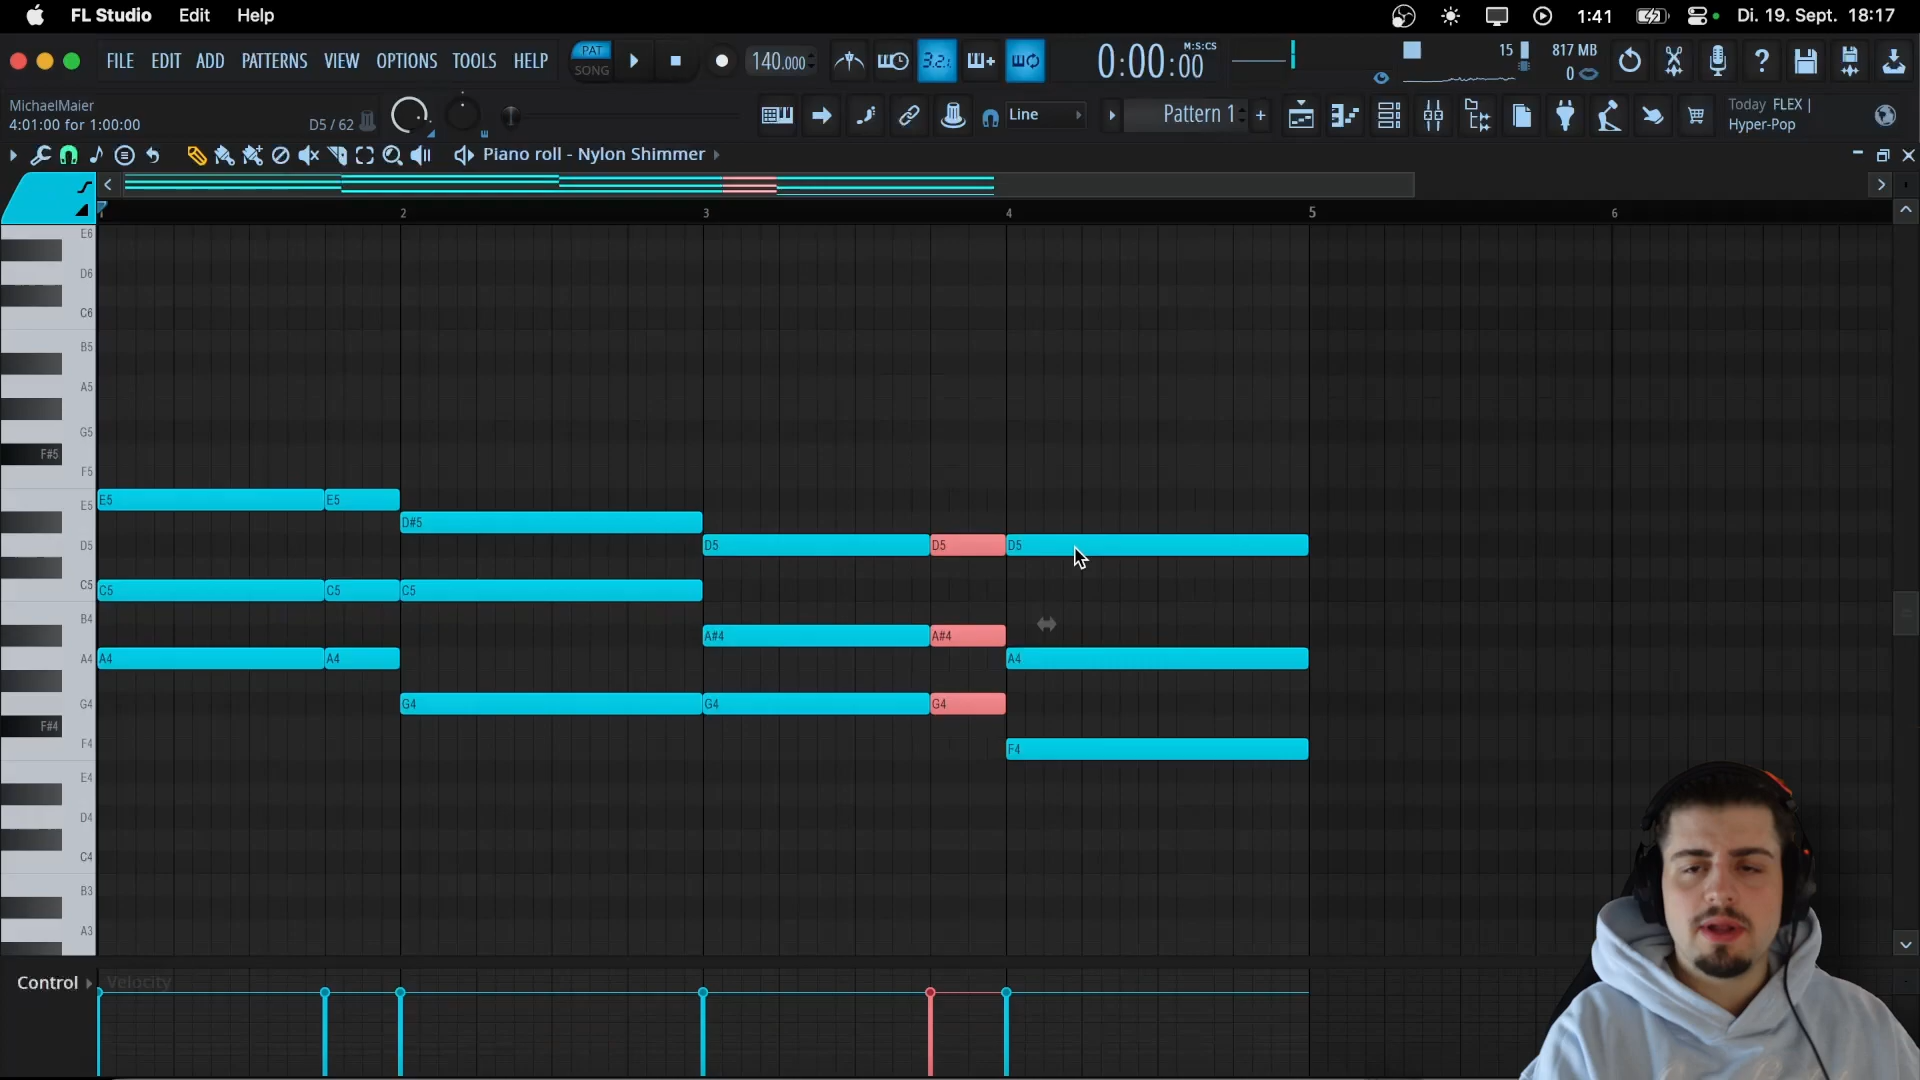 FL Studio Edit Help
1:41 Di. 19. Sept. 18:17
FILE EDIT ADD PATTERNS VIEW OPTIONS TOOLS HELP
PAT
SONG
140.000
3.2.
0:00:00
M:S:CS
15
817 MB
0
MichaelMaier
4:01:00 for 1:00:00
D5 / 62
Line
Pattern 1
Today FLEX |
Hyper-Pop
Piano roll - Nylon Shimmer
1 2 3 4 5 6
E6
D6
C6
B5
A5
G5
F#5
F5
E5
D5
C5
B4
A4
G4
F#4
F4
E4
D4
C4
B3
A3
E5 E5
D#5
D5 D5 D5
C5 C5 C5
A#4 A#4
A4 A4 A4
G4 G4 G4
F4
Control Velocity